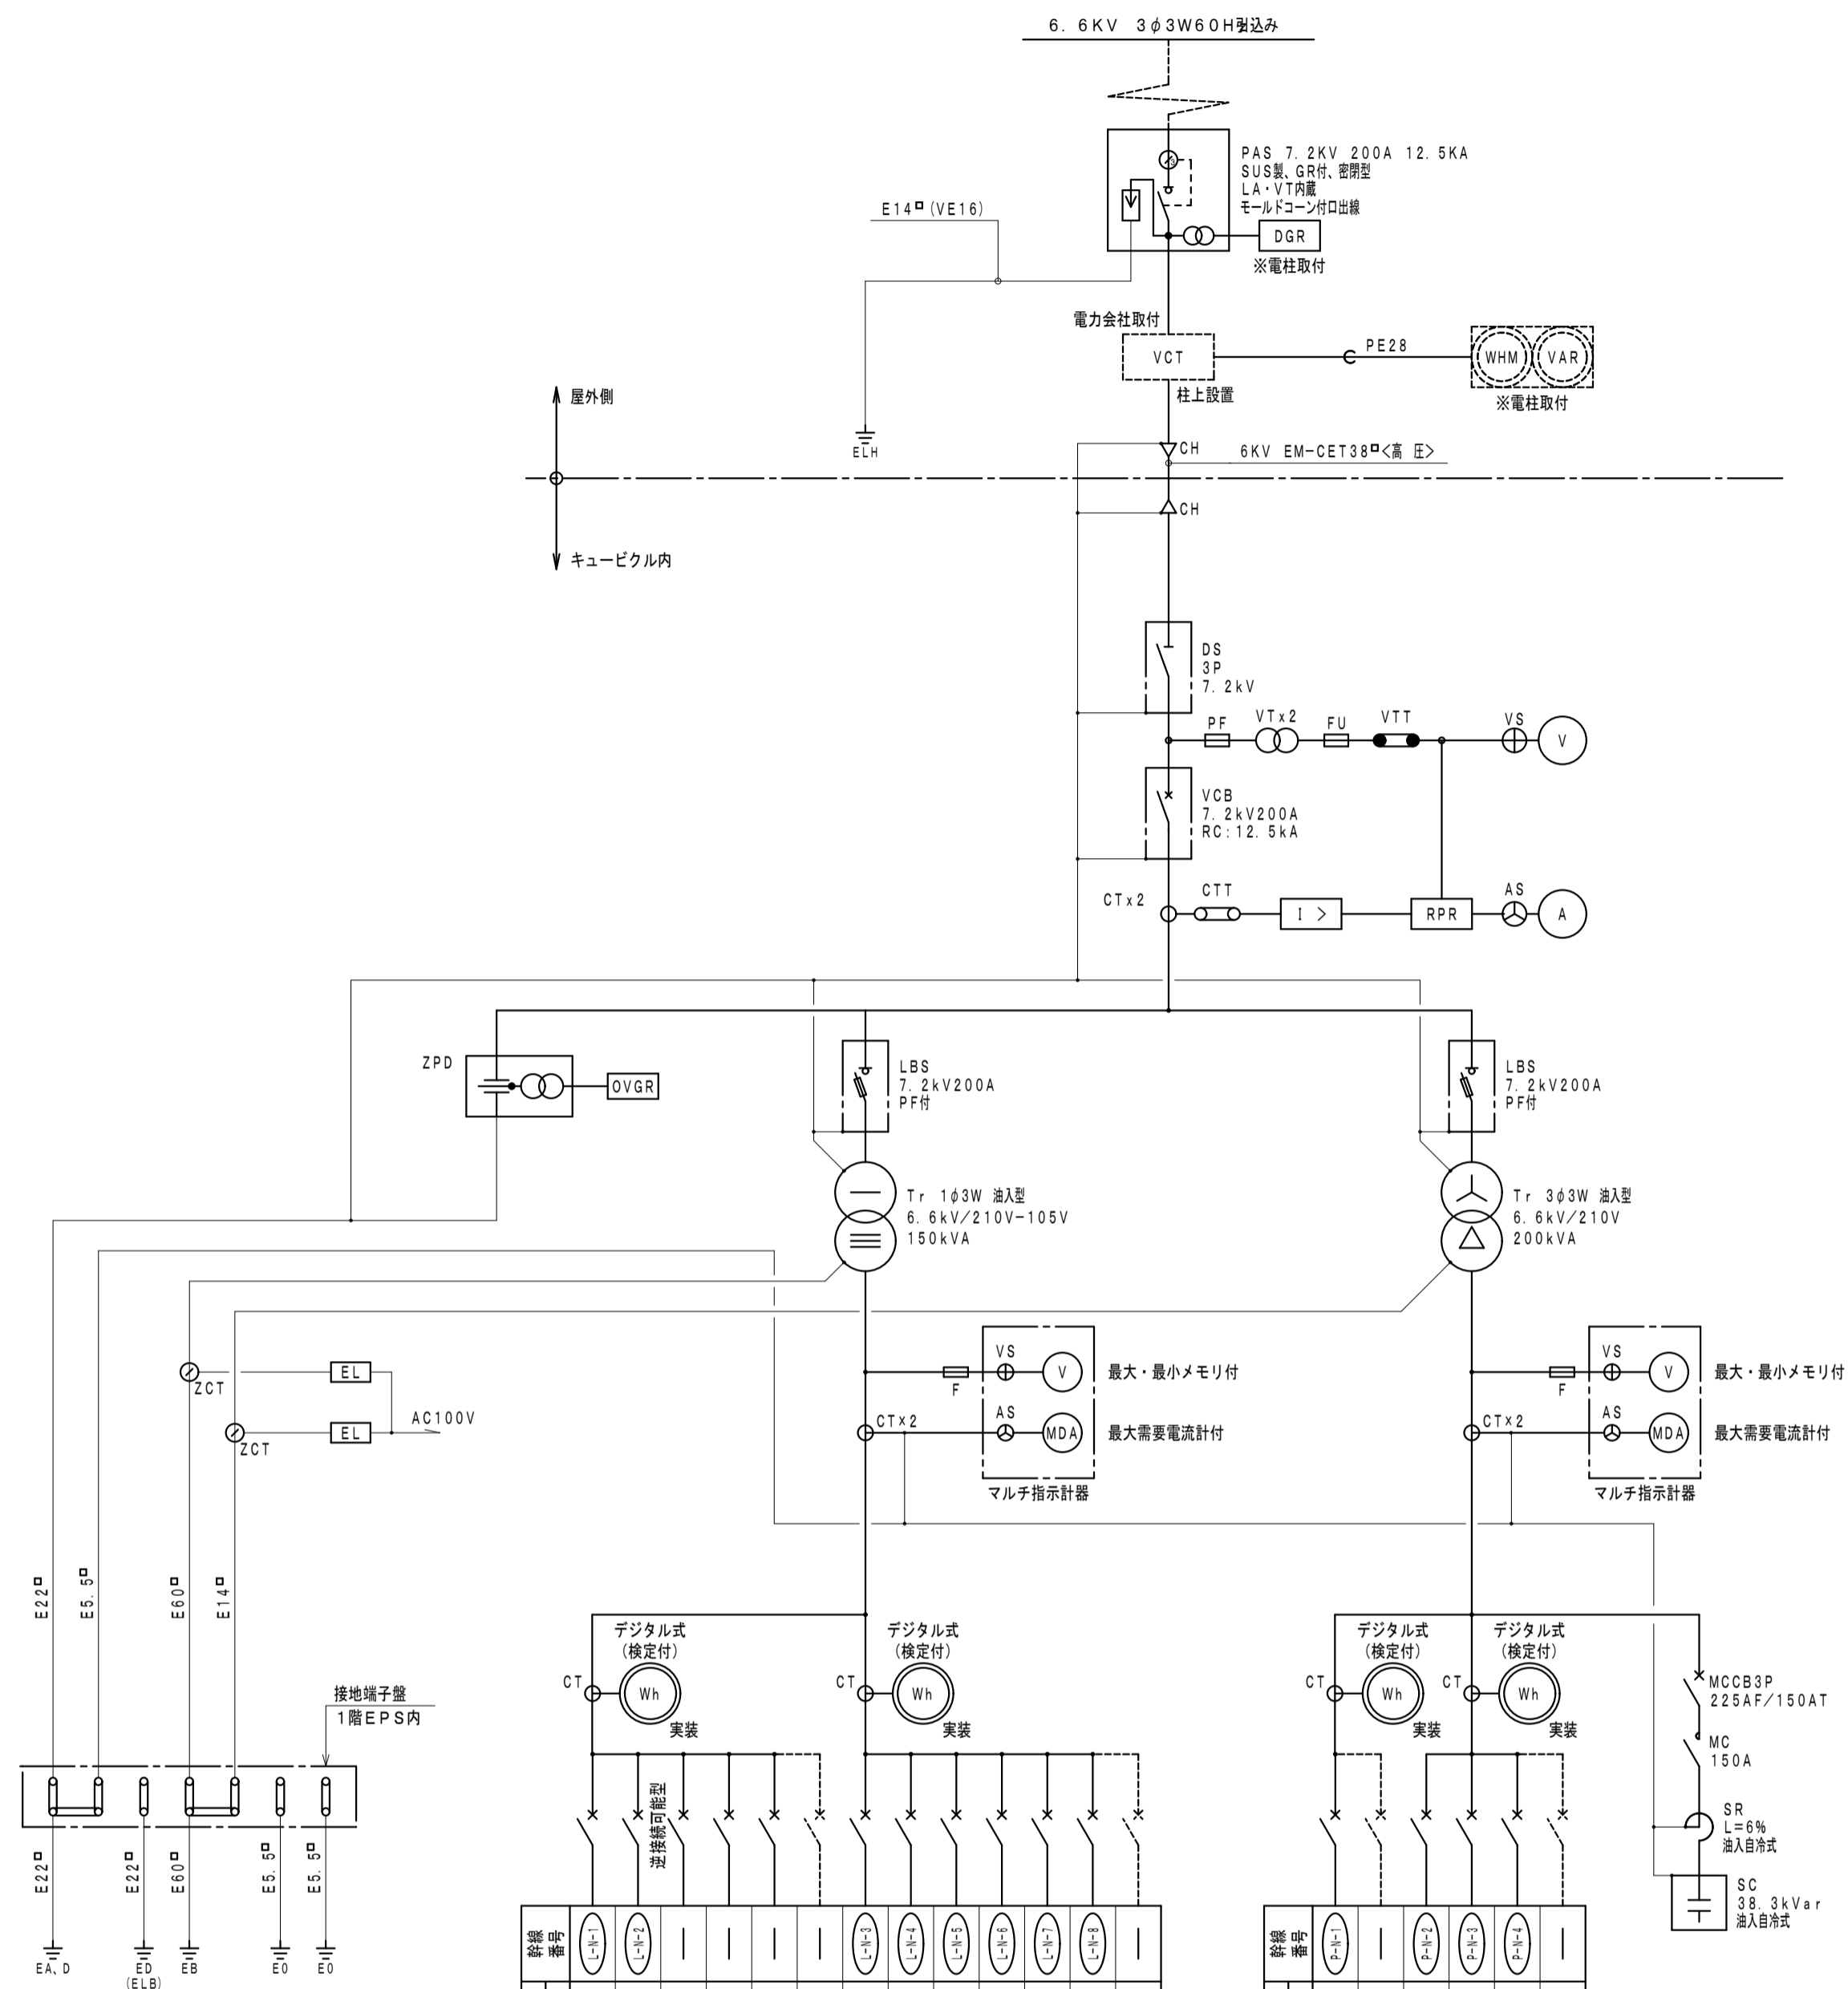 6.6KV 3φ3W60Hz引込み
PAS 7.2KV 200A 12.5KA
SUS製、GR付、密閉型
LA・VT内蔵
モールドコーン付口出線
E14□(VE16)
DGR
※電柱取付
電力会社取付
VCT
PE28
WHM
VAR
柱上設置
※電柱取付
屋外側
ELH
CH
6KV EM-CET38□<高 圧>
CH
キュービクル内
DS
3P
7.2kV
PF
VTx2
FU
VTT
VS
V
VCB
7.2kV200A
RC:12.5kA
CTx2
CTT
I >
RPR
AS
A
ZPD
OVGR
LBS
7.2kV200A
PF付
LBS
7.2kV200A
PF付
Tr 1φ3W 油入型
6.6kV/210V-105V
150kVA
Tr 3φ3W 油入型
6.6kV/210V
200kVA
ZCT
EL
ZCT
EL
AC100V
VS
V
F
最大・最小メモリ付
CT×2
AS
MDA
最大需要電流計付
マルチ指示計器
VS
V
F
最大・最小メモリ付
CT×2
AS
MDA
最大需要電流計付
マルチ指示計器
E22□
E5.5□
E60□
E14□
接地端子盤
1階EPS内
デジタル式
(検定付)
CT
Wh
実装
デジタル式
(検定付)
CT
Wh
実装
デジタル式
(検定付)
CT
Wh
実装
デジタル式
(検定付)
CT
Wh
実装
MCCB3P
225AF/150AT
MC
150A
SR
L=6%
油入自冷式
SC
38.3kVar
油入自冷式
逆接続可能型
E22□
E22□
E60□
E5.5□
E5.5□
EA、D
ED
(ELB)
EB
EO
EO
幹線
番号
L-N-1
L-N-2
—
—
—
—
L-N-3
L-N-4
L-N-5
L-N-6
L-N-7
L-N-8
—
幹線
番号
P-N-1
—
P-N-2
P-N-3
P-N-4
—